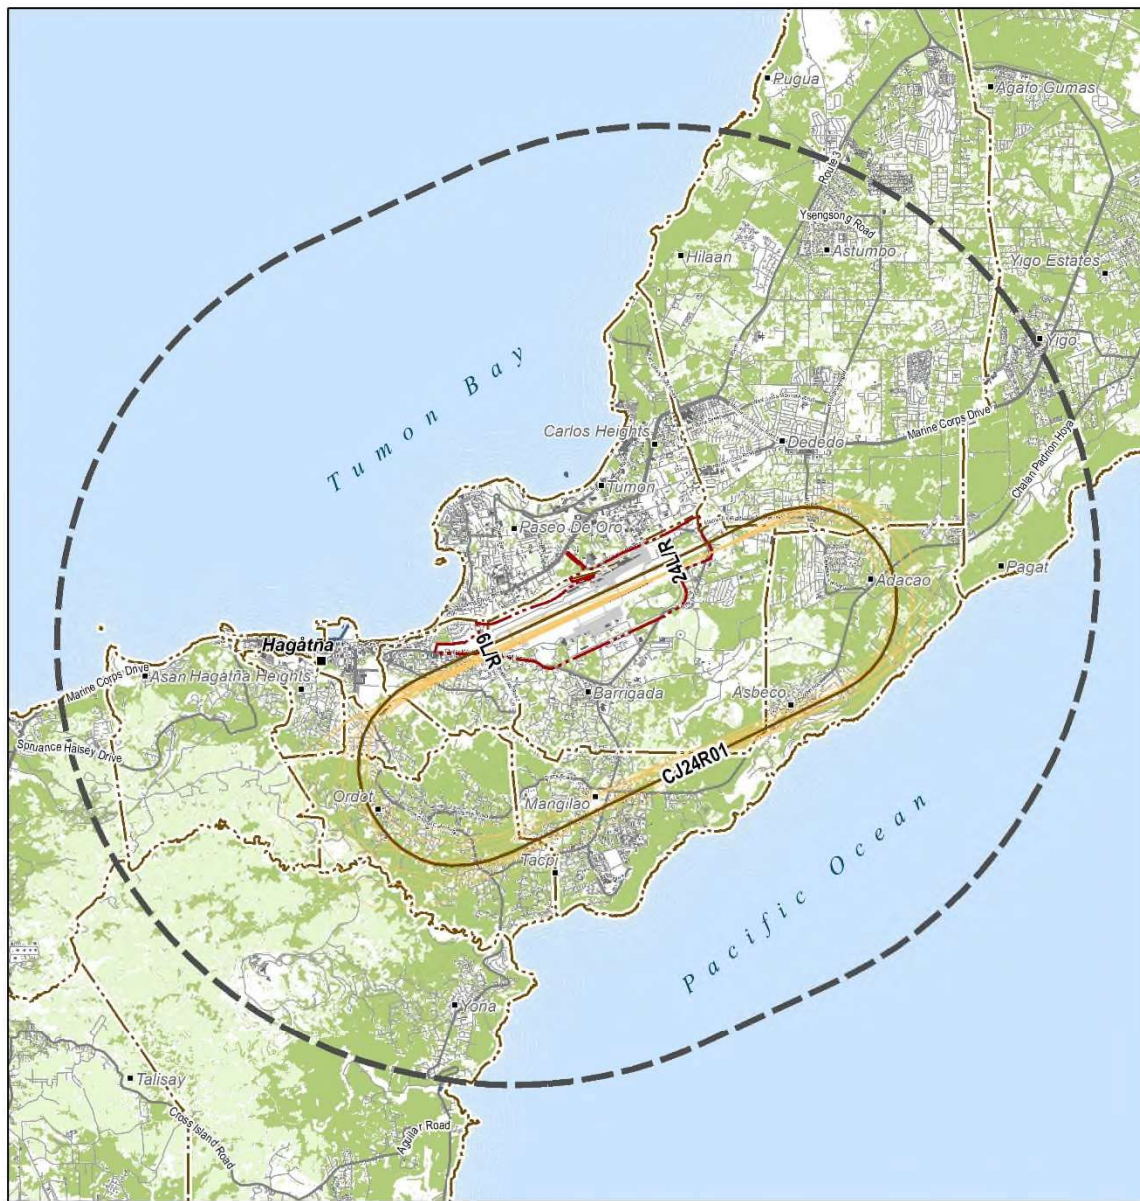 Pugua
Agafo Gumas
Route 3
Ysengsong Road
Astumbo
Hilaan
Yigo Estates
Yigo
Tumon Bay
Marine Corps Drive
Carlos Heights
Dededo
Chalan Padrion Hoya
Tumon
Paseo De Oro
24L/R
Pagat
Adacao
6L/R
Hagåtña
Marine Corps Drive
Asan
Hagåtña Heights
Barrigada
Asbeco
Spruance Halsey Drive
CJ24R01
Ordot
Mangilao
Tacpi
Pacific Ocean
Yona
Talisay
Cross Island Road
Aguilar Road